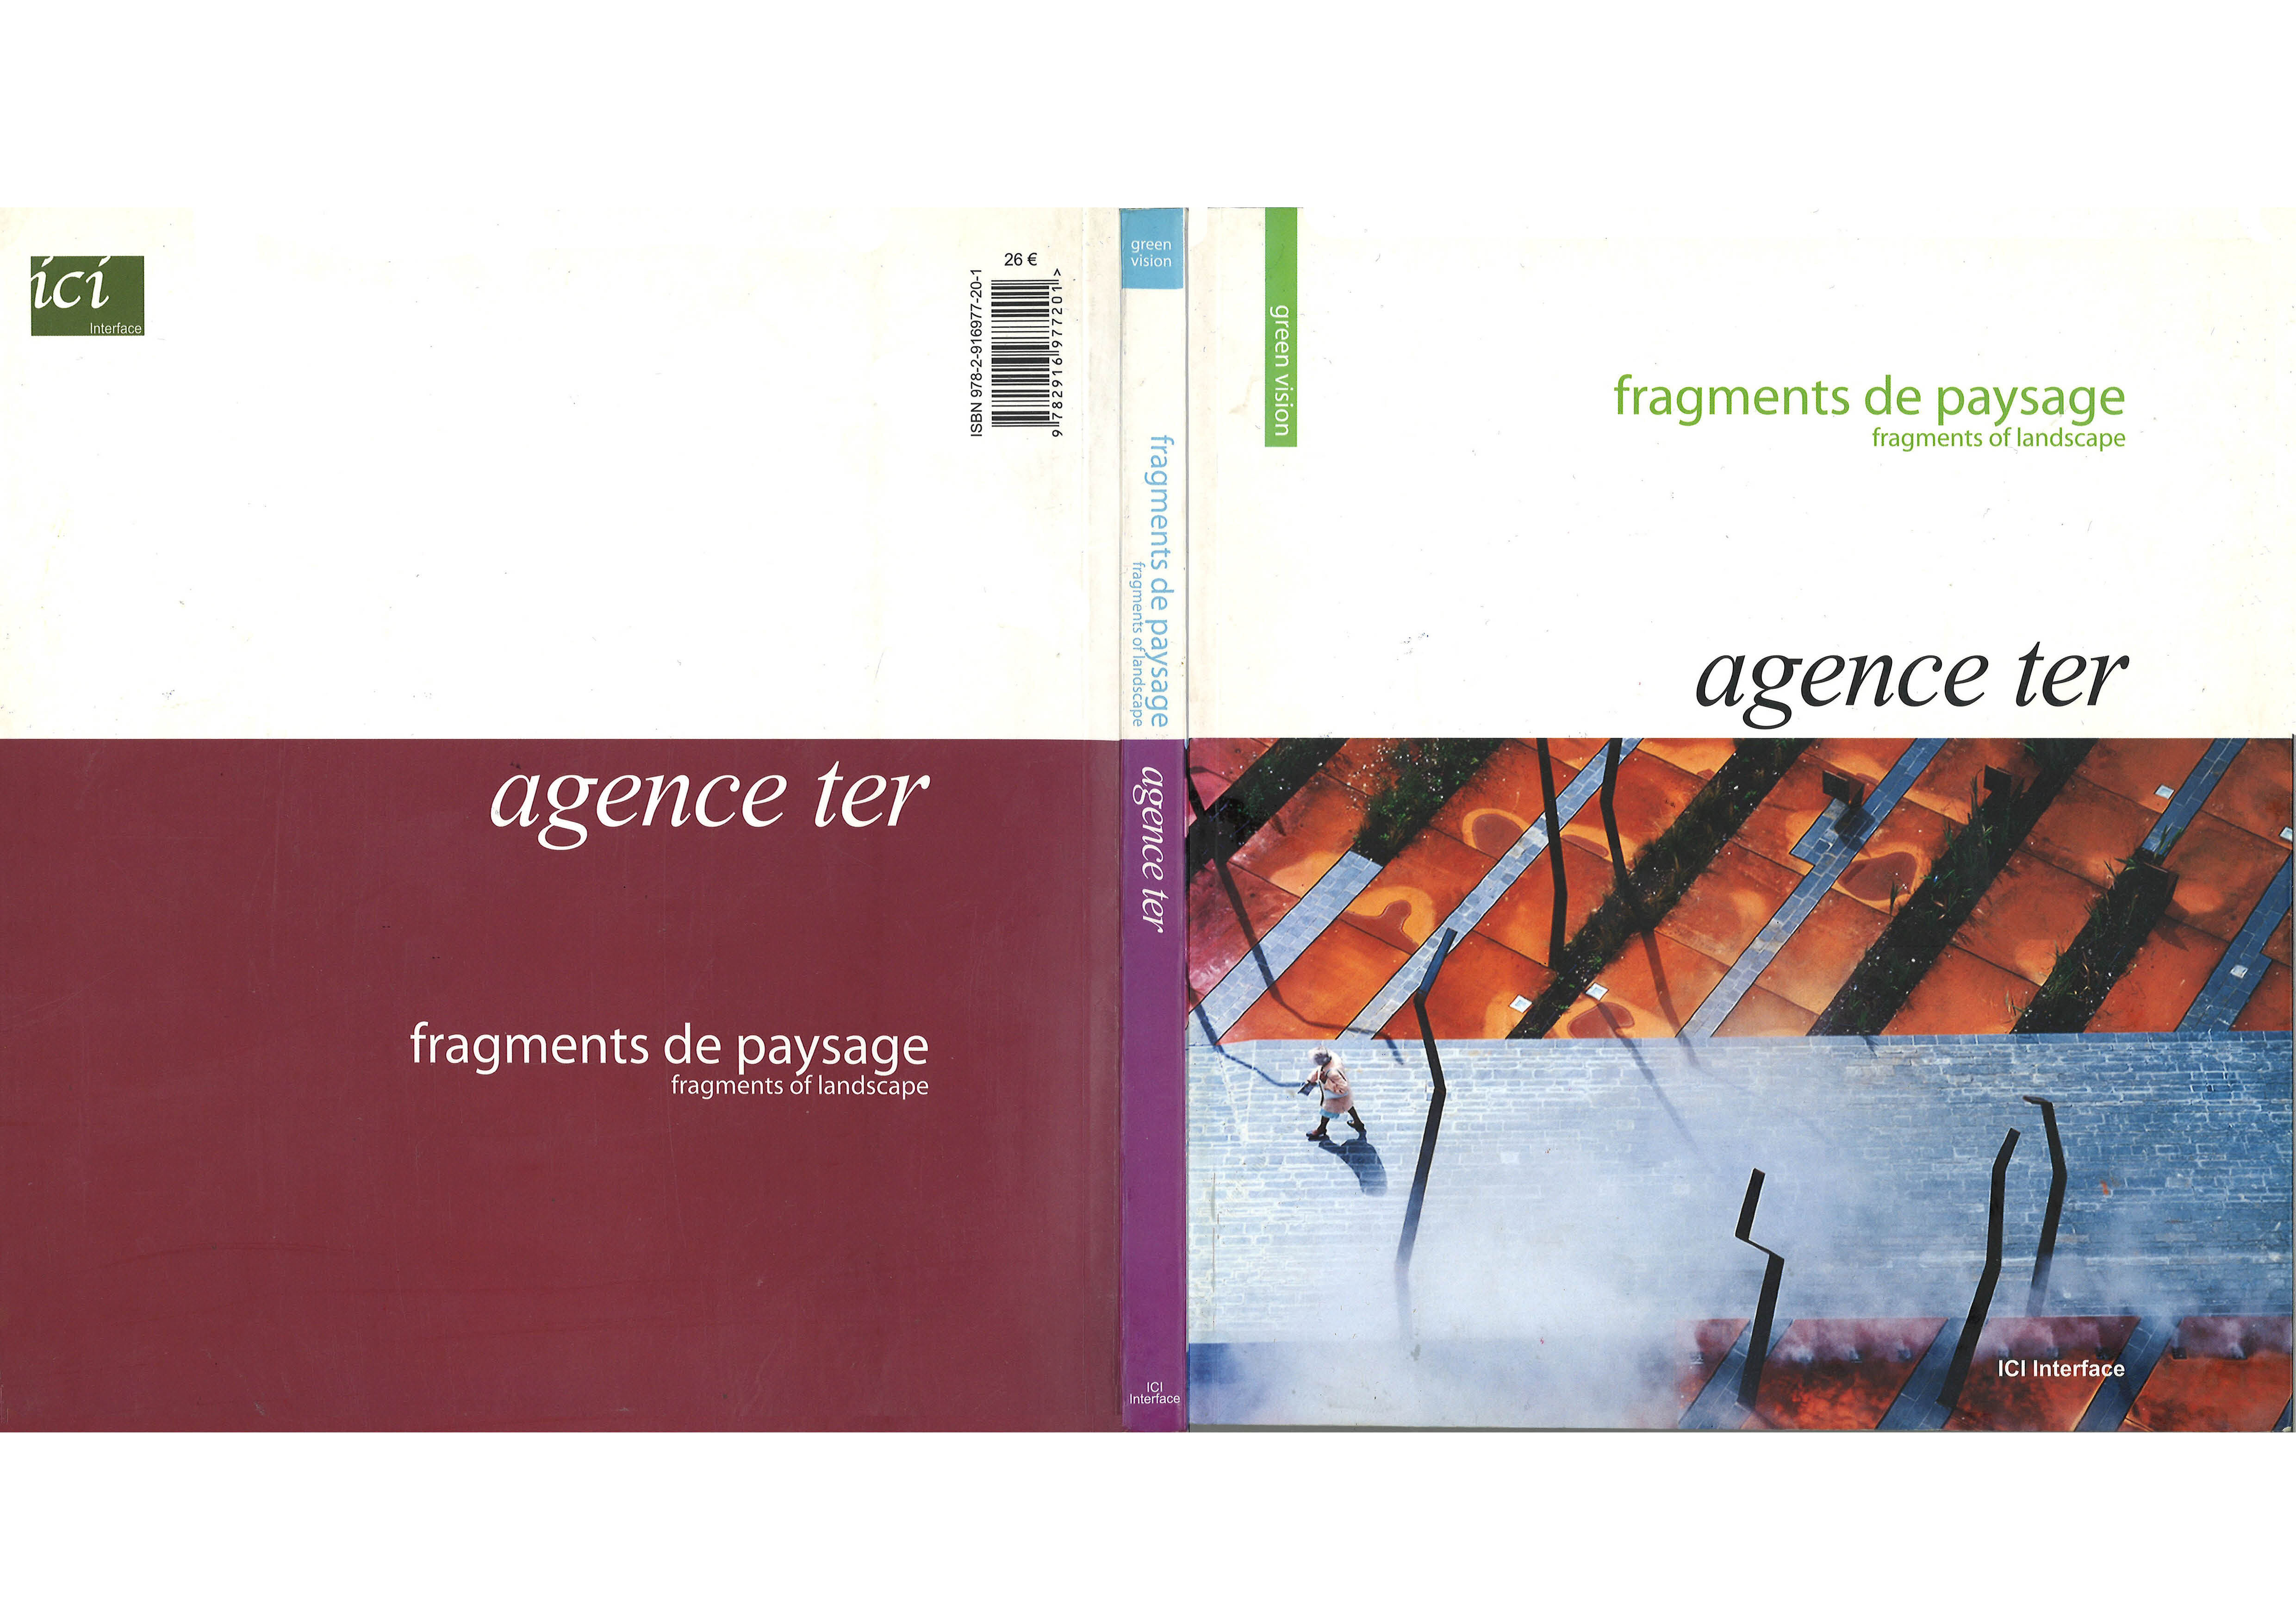 ici
Interface
26 €
ISBN 978-2-916977-20-1
9 782916 977201 >
agence ter
fragments de paysage
fragments of landscape
green
vision
fragments de paysage
fragments of landscape
agence ter
ICI
Interface
green vision
fragments de paysage
fragments of landscape
agence ter
ICI Interface